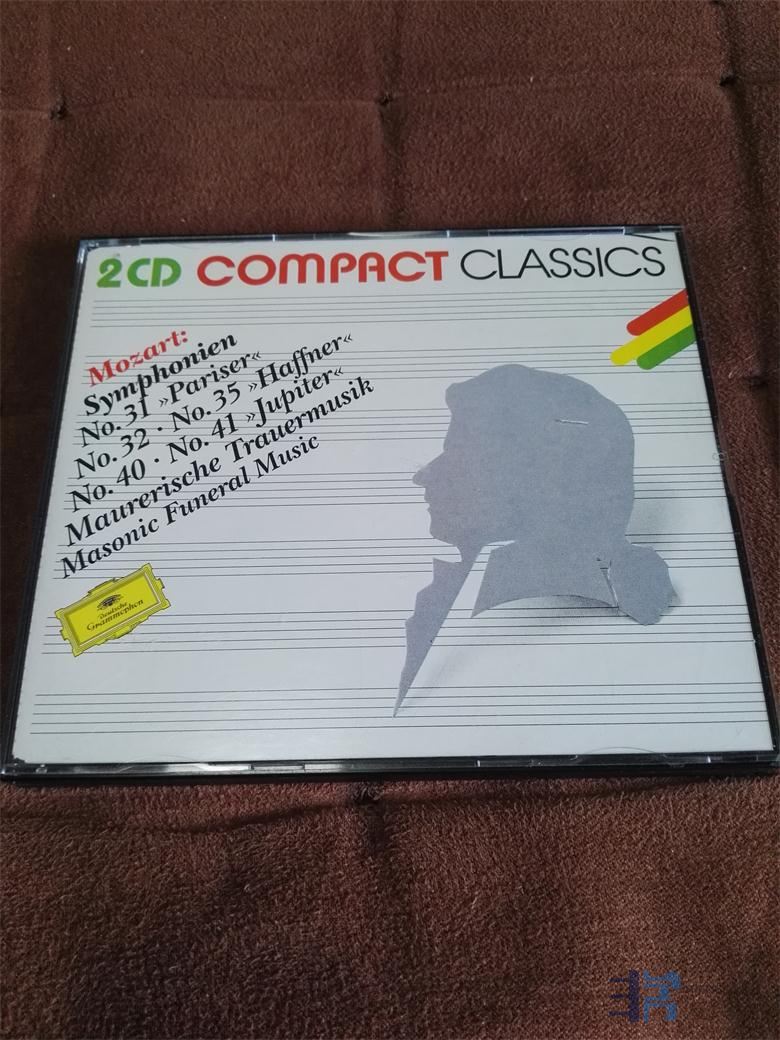 2CD COMPACT CLASSICS
Mozart:
Symphonien
No. 31 »Pariser«
No. 32 · No. 35 »Haffner«
No. 40 · No. 41 »Jupiter«
Maurerische Trauermusik
Masonic Funeral Music
Deutsche
Grammophon